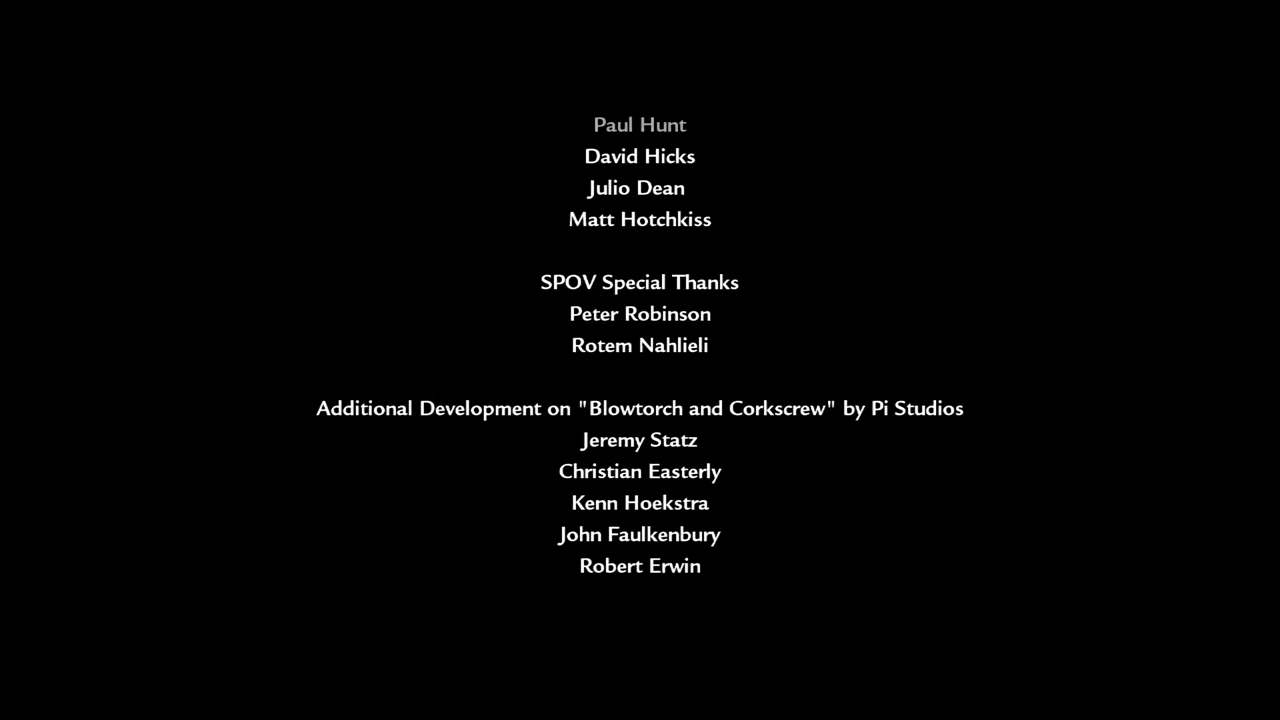 Paul Hunt
David Hicks
Julio Dean
Matt Hotchkiss
SPOV Special Thanks
Peter Robinson
Rotem Nahlieli
Additional Development on "Blowtorch and Corkscrew" by Pi Studios
Jeremy Statz
Christian Easterly
Kenn Hoekstra
John Faulkenbury
Robert Erwin